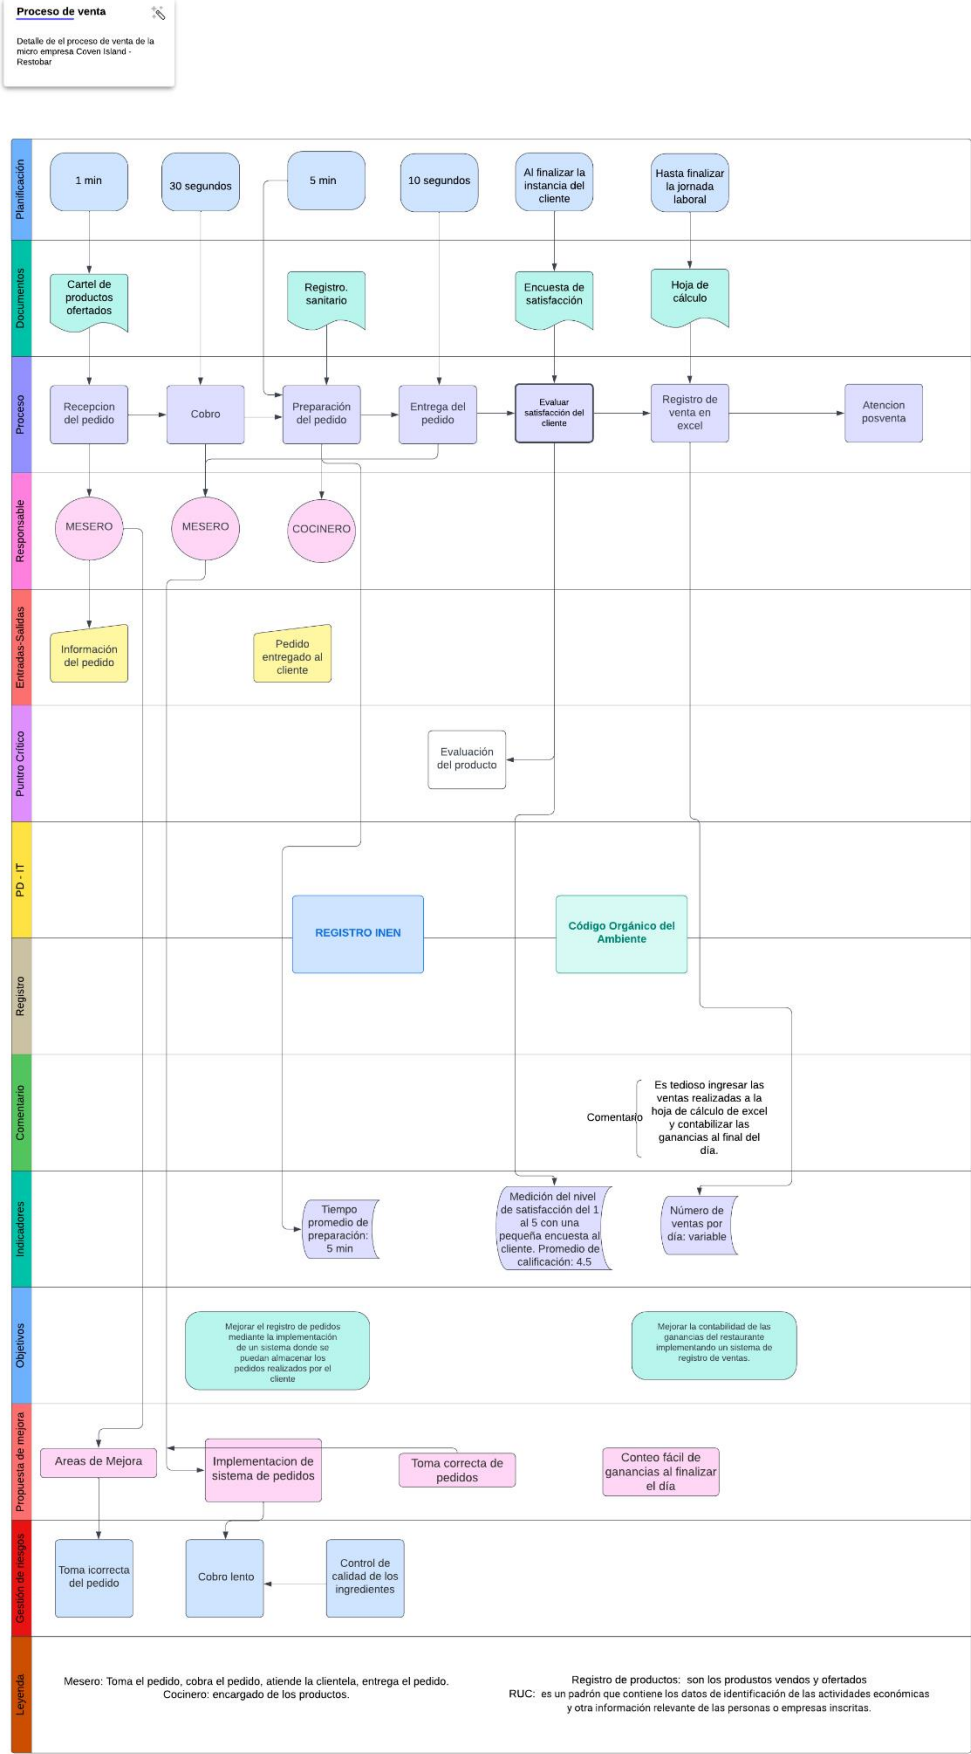 Proceso de venta
Detalle de el proceso de venta de la
micro empresa Coven Island -
Restobar
Planificación
1 min
30 segundos
5 min
10 segundos
Al finalizar la
instancia del
cliente
Hasta finalizar
la jornada
laboral
Documentos
Cartel de
productos
ofertados
Registro.
sanitario
Encuesta de
satisfacción
Hoja de
cálculo
Proceso
Recepcion
del pedido
Cobro
Preparación
del pedido
Entrega del
pedido
Evaluar
satisfacción del
cliente
Registro de
venta en
excel
Atencion
posventa
Responsable
MESERO
MESERO
COCINERO
Entradas-Salidas
Información
del pedido
Pedido
entregado al
cliente
Puntro Crítico
Evaluación
del producto
PD - IT
REGISTRO INEN
Código Orgánico del
Ambiente
Registro
Comentario
Comentario
Es tedioso ingresar las
ventas realizadas a la
hoja de cálculo de excel
y contabilizar las
ganancias al final del
día.
Indicadores
Tiempo
promedio de
preparación:
5 min
Medición del nivel
de satisfacción del 1
al 5 con una
pequeña encuesta al
cliente. Promedio de
calificación: 4.5
Número de
ventas por
día: variable
Objetivos
Mejorar el registro de pedidos
mediante la implementación
de un sistema donde se
puedan almacenar los
pedidos realizados por el
cliente
Mejorar la contabilidad de las
ganancias del restaurante
implementando un sistema de
registro de ventas.
Propuesta de mejora
Areas de Mejora
Implementacion de
sistema de pedidos
Toma correcta de
pedidos
Conteo fácil de
ganancias al finalizar
el día
Gestión de riesgos
Toma icorrecta
del pedido
Cobro lento
Control de
calidad de los
ingredientes
Leyenda
Mesero: Toma el pedido, cobra el pedido, atiende la clientela, entrega el pedido.
Cocinero: encargado de los productos.
Registro de productos: son los produstos vendos y ofertados
RUC: es un padrón que contiene los datos de identificación de las actividades económicas
y otra información relevante de las personas o empresas inscritas.